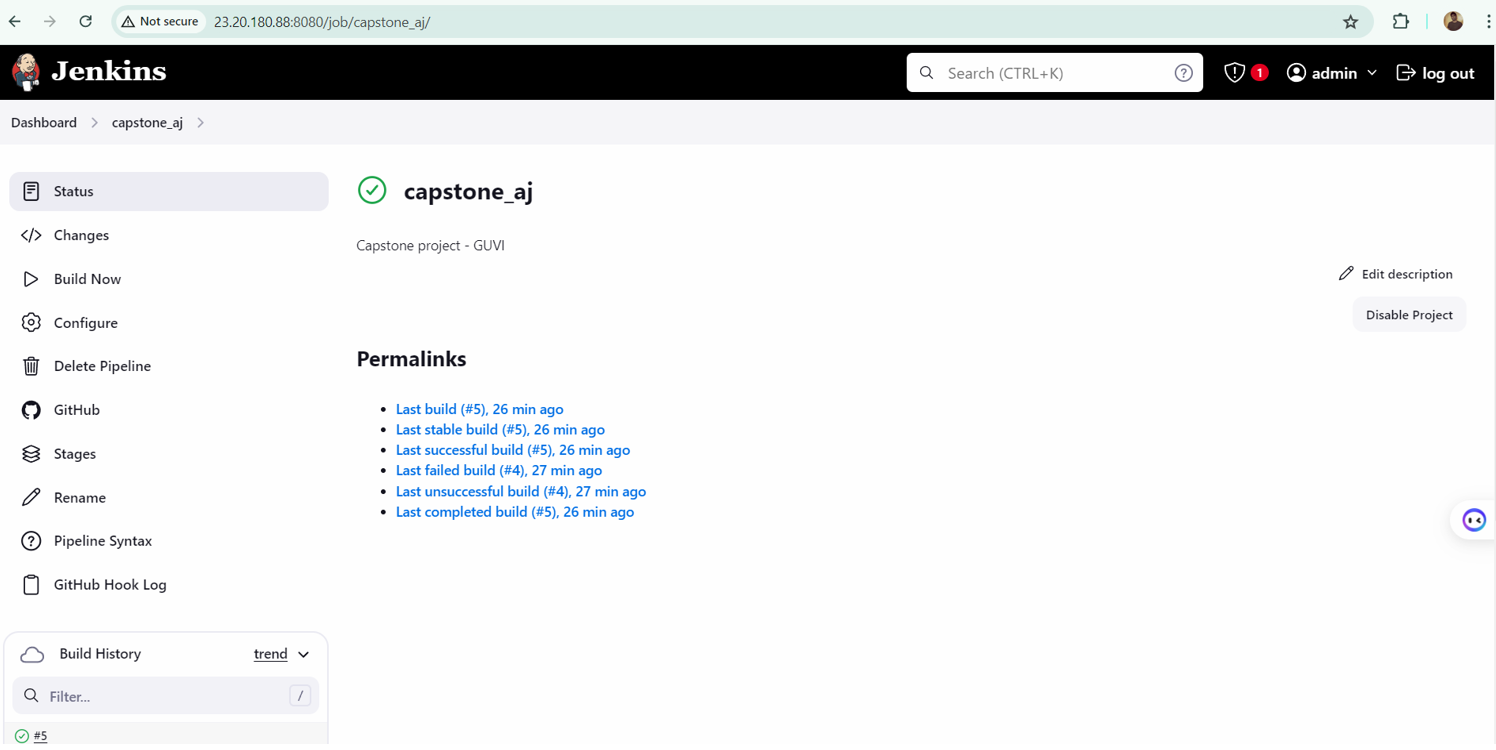 Not secure 23.20.180.88:8080/job/capstone_aj/
Jenkins
Search (CTRL+K)
?
1
admin
log out
Dashboard > capstone_aj >
Status
Changes
Build Now
Configure
Delete Pipeline
GitHub
Stages
Rename
Pipeline Syntax
GitHub Hook Log
Build History trend
Filter...
/
#5
capstone_aj
Capstone project - GUVI
Edit description
Disable Project
Permalinks
• Last build (#5), 26 min ago
• Last stable build (#5), 26 min ago
• Last successful build (#5), 26 min ago
• Last failed build (#4), 27 min ago
• Last unsuccessful build (#4), 27 min ago
• Last completed build (#5), 26 min ago